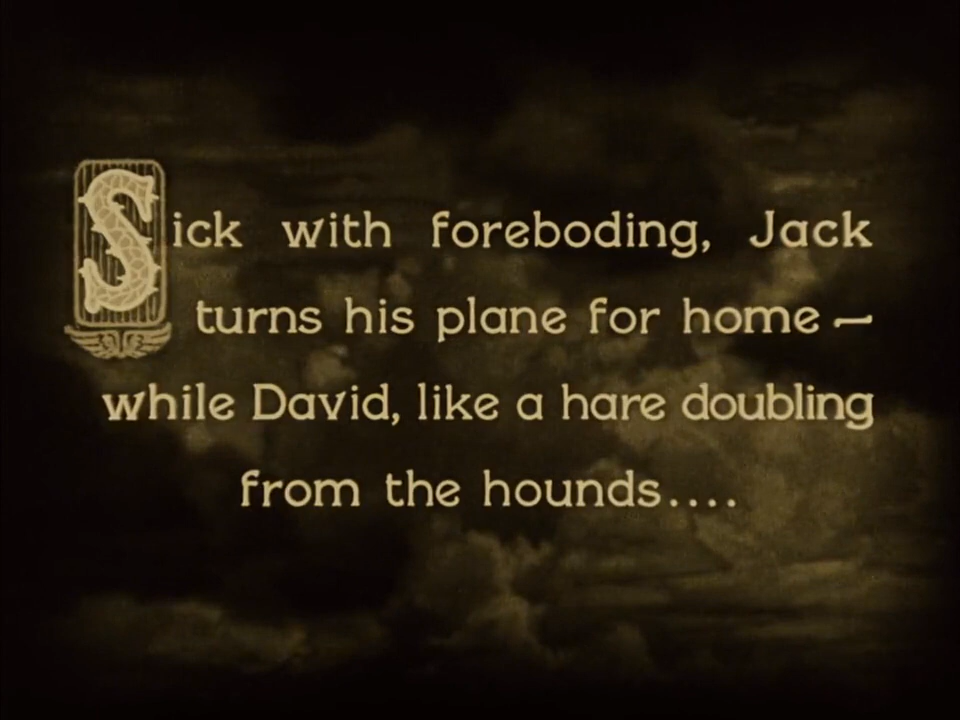 Sick with foreboding, Jack
turns his plane for home —
while David, like a hare doubling
from the hounds....